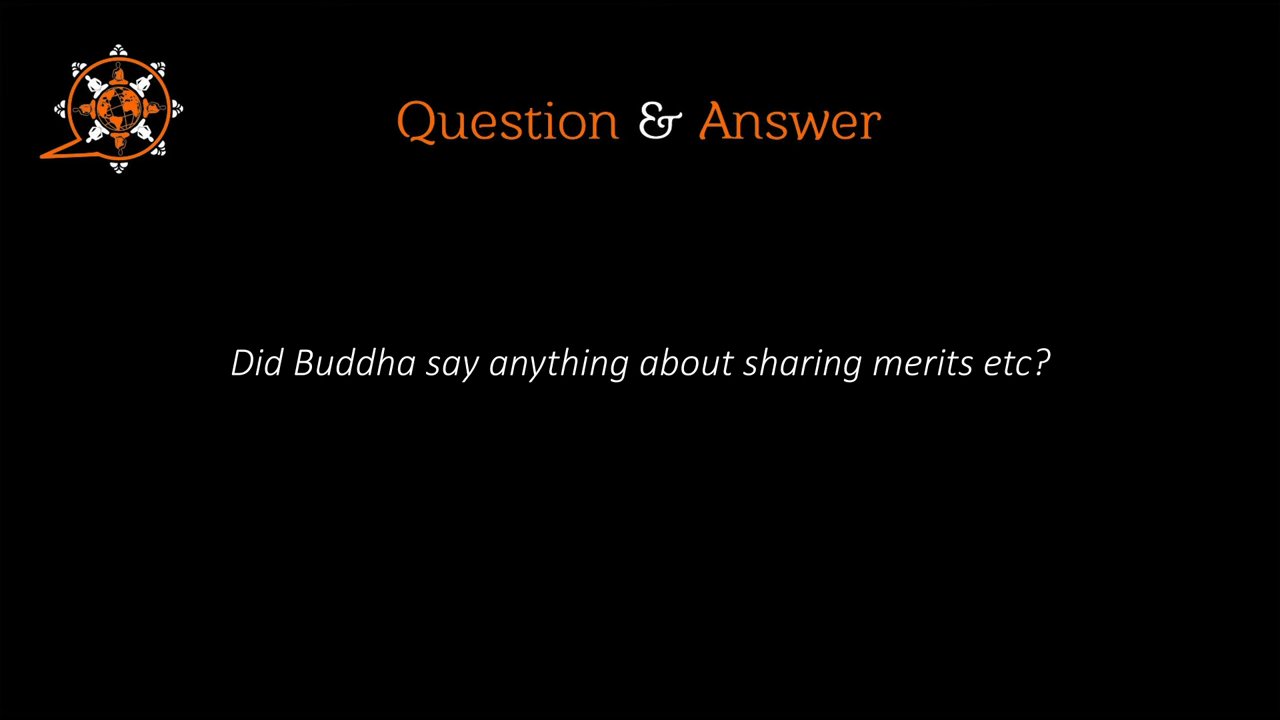 Question & Answer
Did Buddha say anything about sharing merits etc?